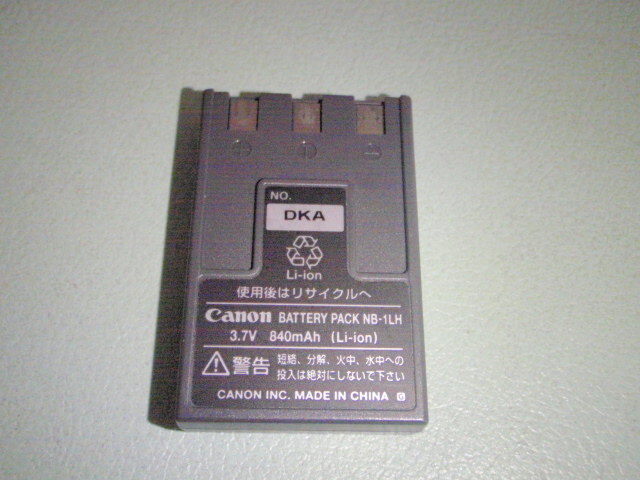 NO.
DKA
Li-ion
使用後はリサイクルへ
Canon BATTERY PACK NB-1LH
3.7V 840mAh (Li-ion)
警告 短絡、分解、火中、水中への
投入は絶対にしないで下さい
CANON INC. MADE IN CHINA G